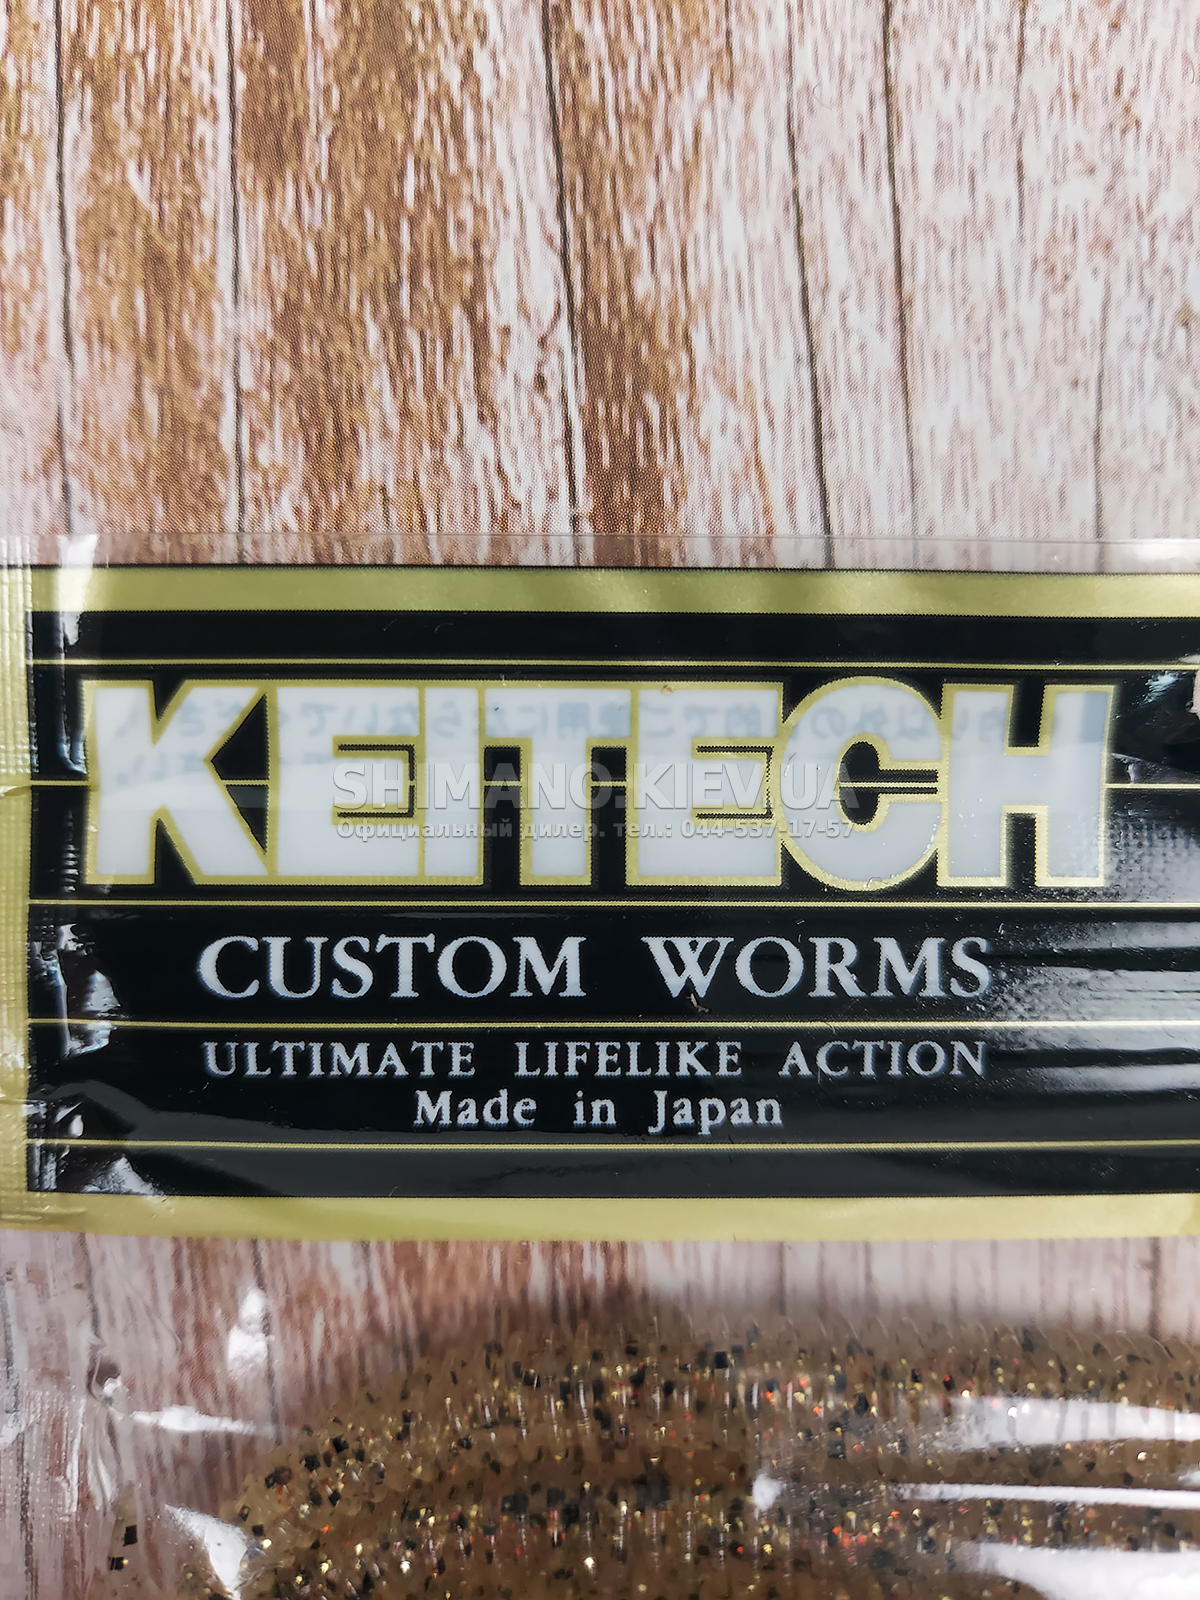 KEITECH
SHIMANO.KIEV.UA
Официальный дилер. тел.: 044-537-17-57
CUSTOM WORMS
ULTIMATE LIFELIKE ACTION
Made in Japan